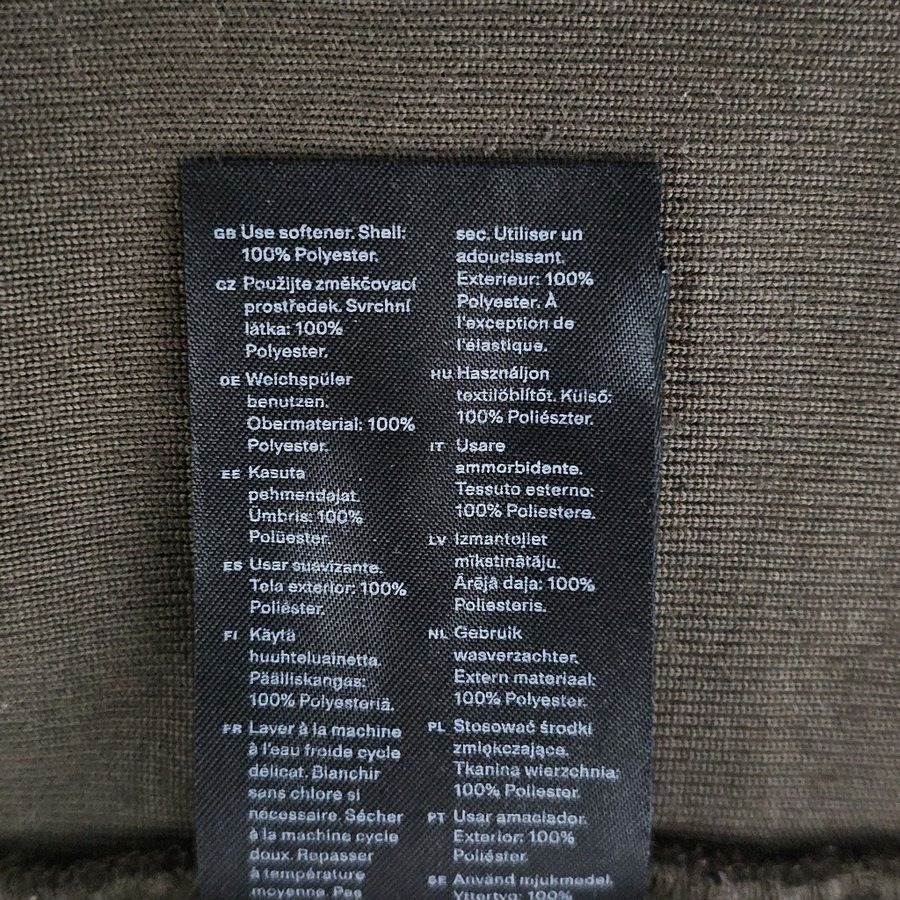 GB Use softener. Shell:
100% Polyester.
CZ Použijte změkčovací
prostředek. Svrchní
látka: 100%
Polyester.
DE Weichspüler
benutzen.
Obermaterial: 100%
Polyester.
EE Kasuta
pehmendajat.
Ümbris: 100%
Polüester.
ES Usar suavizante.
Tela exterior: 100%
Poliéster.
FI Käytä
huuhteluainetta.
Päälliskangas:
100% Polyesteriä.
FR Laver à la machine
à l'eau froide cycle
délicat. Blanchir
sans chlore si
nécessaire. Sécher
à la machine cycle
doux. Repasser
à température
moyenne. Pas
sec. Utiliser un
adoucissant.
Exterieur: 100%
Polyester. À
l'exception de
l'élastique.
HU Használjon
textilöblítőt. Külső:
100% Poliészter.
IT Usare
ammorbidente.
Tessuto esterno:
100% Poliestere.
LV Izmantojiet
mīkstinātāju.
Ārējā daļa: 100%
Poliesteris.
NL Gebruik
wasverzachter.
Extern materiaal:
100% Polyester.
PL Stosować środki
zmiękczające.
Tkanina wierzchnia:
100% Poliester.
PT Usar amaciador.
Exterior: 100%
Poliéster.
SE Använd mjukmedel.
Yttertyg: 100%